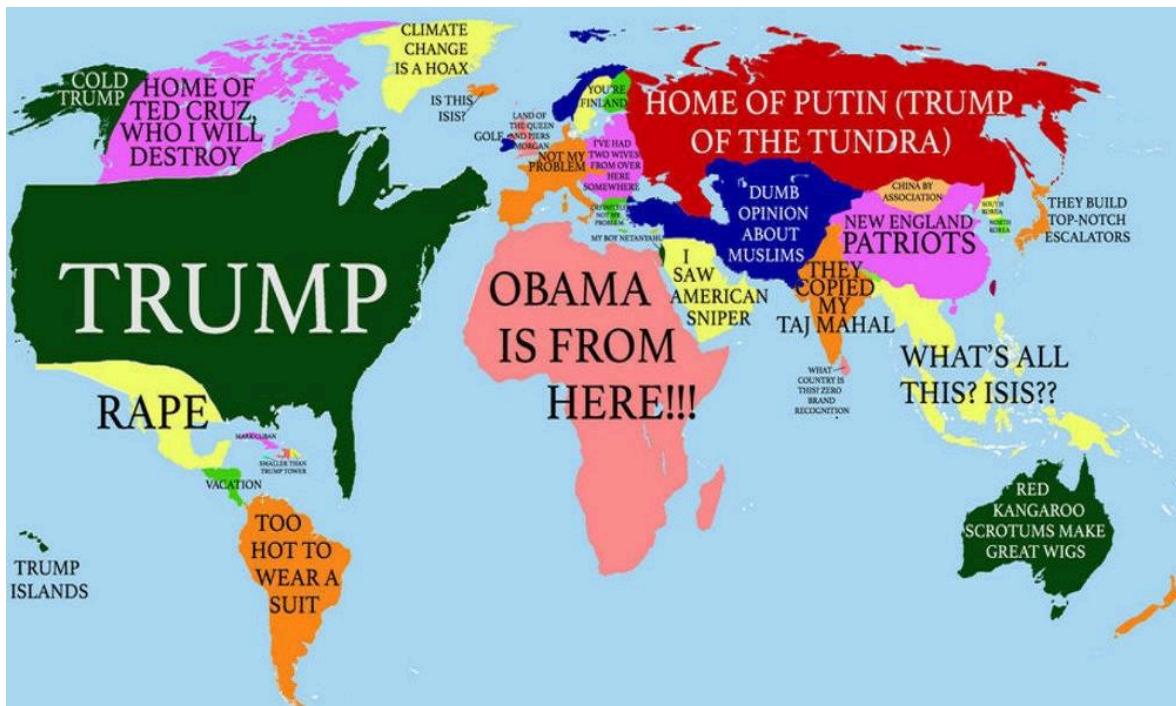 CLIMATE
CHANGE
IS A HOAX
COLD
TRUMP
HOME OF
TED CRUZ,
WHO I WILL
DESTROY
IS THIS
ISIS?
GOLF
LAND OF
THE QUEEN
AND PIERS
MORGAN
YOU'RE
FINLAND
HOME OF PUTIN (TRUMP
OF THE TUNDRA)
NOT MY
PROBLEM
I'VE HAD
TWO WIVES
FROM OVER
HERE
SOMEWHERE
DEFINITELY
NOT MY
PROBLEM
MY BOY NETANYAHU
DUMB
OPINION
ABOUT
MUSLIMS
CHINA BY
ASSOCIATION
SOUTH
KOREA
NORTH
KOREA
THEY BUILD
TOP-NOTCH
ESCALATORS
NEW ENGLAND
PATRIOTS
TRUMP
OBAMA
IS FROM
HERE!!!
I
SAW
AMERICAN
SNIPER
THEY
COPIED
MY
TAJ MAHAL
WHAT
COUNTRY IS
THIS? ZERO
BRAND
RECOGNITION
WHAT'S ALL
THIS? ISIS??
RAPE
MARK CUBAN
SMALLER THAN
TRUMP TOWER
VACATION
TOO
HOT TO
WEAR A
SUIT
TRUMP
ISLANDS
RED
KANGAROO
SCROTUMS MAKE
GREAT WIGS